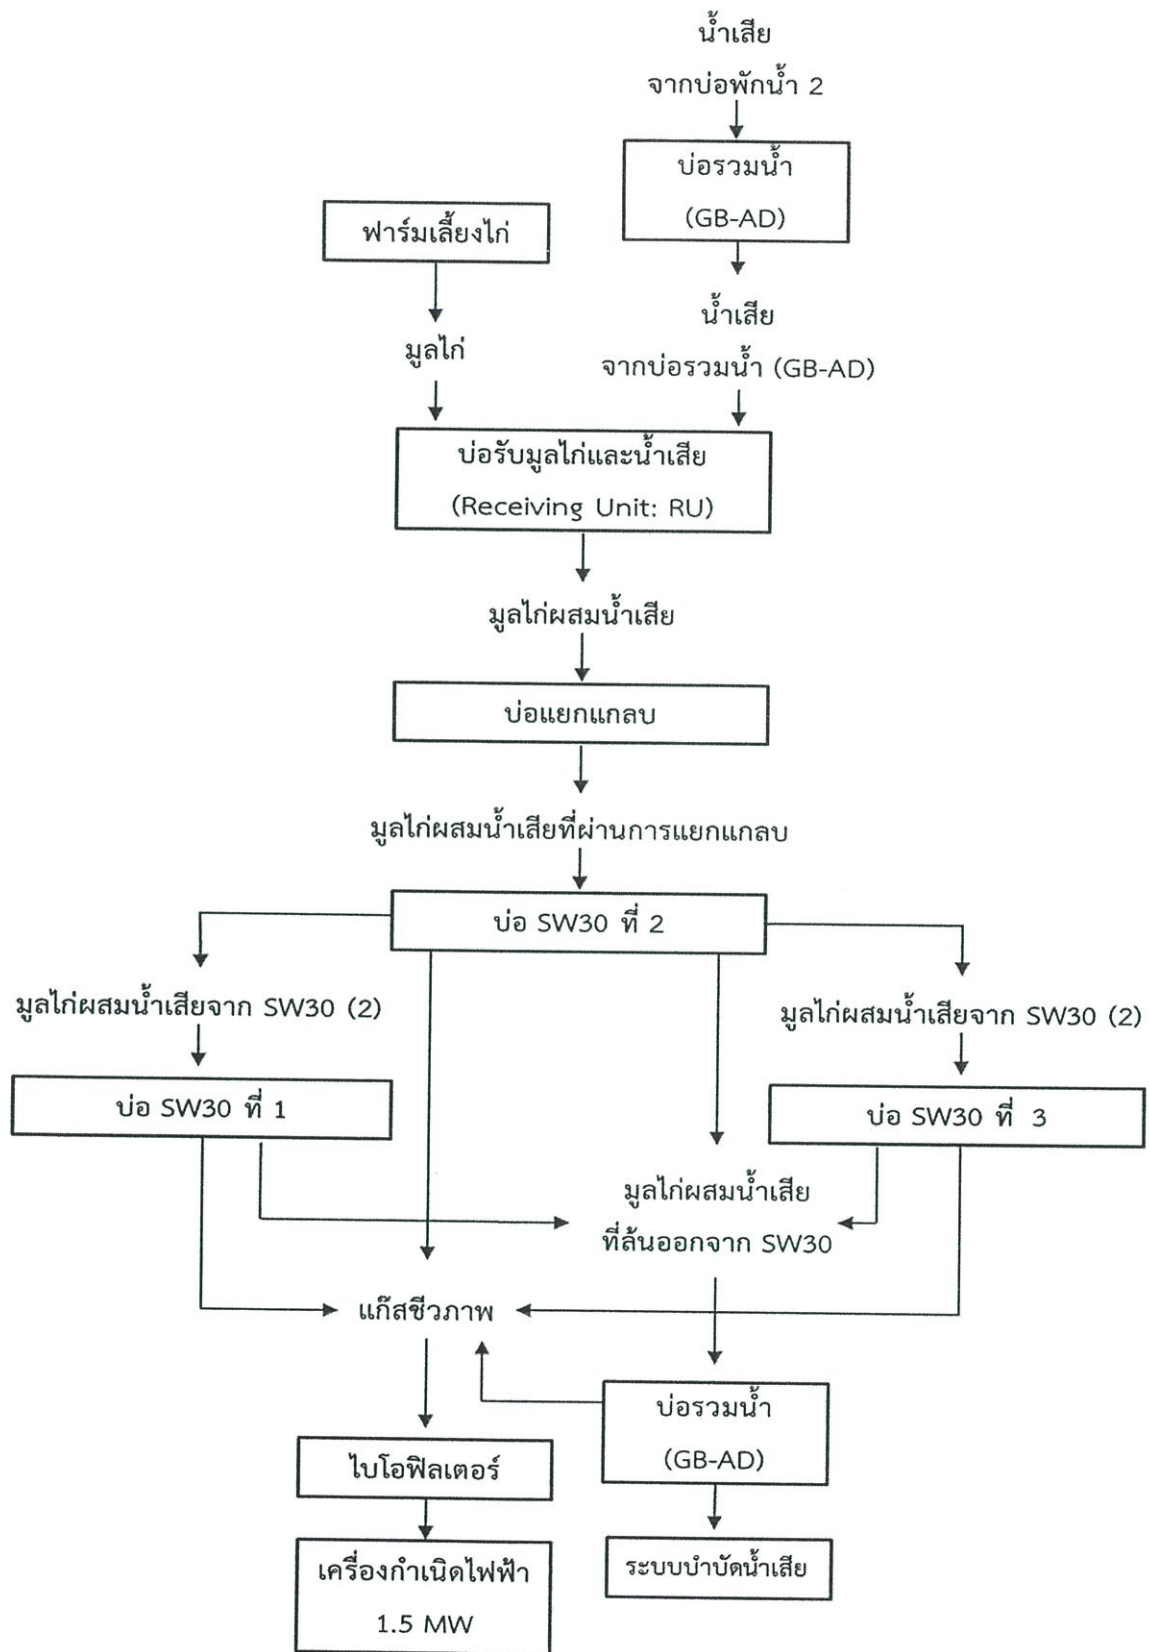 น้ำเสีย
จากบ่อพักน้ำ 2
บ่อรวมน้ำ
(GB-AD)
ฟาร์มเลี้ยงไก่
น้ำเสีย
จากบ่อรวมน้ำ (GB-AD)
มูลไก่
บ่อรับมูลไก่และน้ำเสีย
(Receiving Unit: RU)
มูลไก่ผสมน้ำเสีย
บ่อแยกแกลบ
มูลไก่ผสมน้ำเสียที่ผ่านการแยกแกลบ
บ่อ SW30 ที่ 2
มูลไก่ผสมน้ำเสียจาก SW30 (2)
มูลไก่ผสมน้ำเสียจาก SW30 (2)
บ่อ SW30 ที่ 1
บ่อ SW30 ที่ 3
มูลไก่ผสมน้ำเสีย
ที่ล้นออกจาก SW30
แก๊สชีวภาพ
บ่อรวมน้ำ
(GB-AD)
ไบโอฟิลเตอร์
เครื่องกำเนิดไฟฟ้า
1.5 MW
ระบบบำบัดน้ำเสีย